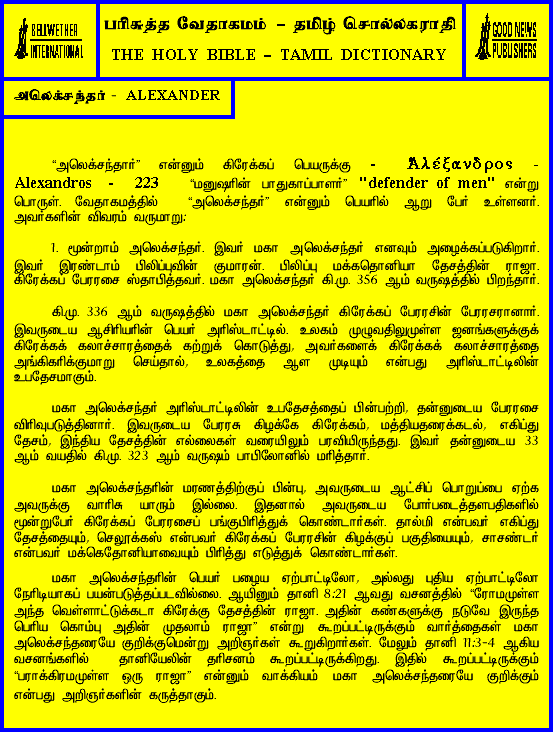 BELLWETHER
INTERNATIONAL
பரிசுத்த வேதாகமம் – தமிழ் சொல்லகராதி
THE HOLY BIBLE – TAMIL DICTIONARY
GOOD NEWS
PUBLISHERS
அலெக்சந்தர் - ALEXANDER
“அலெக்சந்தார்” என்னும் கிரேக்கப் பெயருக்கு - Ἀλέξανδρος -
Alexandros - 223 “மனுஷரின் பாதுகாப்பாளர்” "defender of men" என்று
பொருள். வேதாகமத்தில் “அலெக்சந்தர்” என்னும் பெயரில் ஆறு பேர் உள்ளனர்.
அவர்களின் விவரம் வருமாறு:
1. மூன்றாம் அலெக்சந்தர். இவர் மகா அலெக்சந்தர் எனவும் அழைக்கப்படுகிறார்.
இவர் இரண்டாம் பிலிப்புவின் குமாரன். பிலிப்பு மக்கதொனியா தேசத்தின் ராஜா.
கிரேக்கப் பேரரசை ஸ்தாபித்தவர். மகா அலெக்சந்தர் கி.மு. 356 ஆம் வருஷத்தில் பிறந்தார்.
கி.மு. 336 ஆம் வருஷத்தில் மகா அலெக்சந்தர் கிரேக்கப் பேரரசின் பேரரசரானார்.
இவருடைய ஆசிரியரின் பெயர் அரிஸ்டாட்டில். உலகம் முழுவதிலுமுள்ள ஜனங்களுக்குக்
கிரேக்கக் கலாச்சாரத்தைக் கற்றுக் கொடுத்து, அவர்களைக் கிரேக்கக் கலாச்சாரத்தை
அங்கிகரிக்குமாறு செய்தால், உலகத்தை ஆள முடியும் என்பது அரிஸ்டாட்டிலின்
உபதேசமாகும்.
மகா அலெக்சந்தர் அரிஸ்டாட்டிலின் உபதேசத்தைப் பின்பற்றி, தன்னுடைய பேரரசை
விரிவுபடுத்தினார். இவருடைய பேரரசு கிழக்கே கிரேக்கம், மத்தியதரைக்கடல், எகிப்து
தேசம், இந்திய தேசத்தின் எல்லைகள் வரையிலும் பரவியிருந்தது. இவர் தன்னுடைய 33
ஆம் வயதில் கி.மு. 323 ஆம் வருஷம் பாபிலோனில் மரித்தார்.
மகா அலெக்சந்தரின் மரணத்திற்குப் பின்பு, அவருடைய ஆட்சிப் பொறுப்பை ஏற்க
அவருக்கு வாரிசு யாரும் இல்லை. இதனால் அவருடைய போர்படைத்தளபதிகளில்
மூன்றுபேர் கிரேக்கப் பேரரசைப் பங்குபிரித்துக் கொண்டார்கள். தால்மி என்பவர் எகிப்து
தேசத்தையும், செலூக்கஸ் என்பவர் கிரேக்கப் பேரரசின் கிழக்குப் பகுதியையும், சாசண்டர்
என்பவர் மக்கெதோனியாவையும் பிரித்து எடுத்துக் கொண்டார்கள்.
மகா அலெக்சந்தரின் பெயர் பழைய ஏற்பாட்டிலோ, அல்லது புதிய ஏற்பாட்டிலோ
நேரிடியாகப் பயன்படுத்தப்படவில்லை. ஆயினும் தானி 8:21 ஆவது வசனத்தில் “ரோமமுள்ள
அந்த வெள்ளாட்டுக்கடா கிரேக்கு தேசத்தின் ராஜா. அதின் கண்களுக்கு நடுவே இருந்த
பெரிய கொம்பு அதின் முதலாம் ராஜா” என்று கூறப்பட்டிருக்கும் வார்த்தைகள் மகா
அலெக்சந்தரையே குறிக்குமென்று அறிஞர்கள் கூறுகிறார்கள். மேலும் தானி 11:3-4 ஆகிய
வசனங்களில் தானியேலின் தரிசனம் கூறப்பட்டிருக்கிறது. இதில் கூறப்பட்டிருக்கும்
“பராக்கிரமமுள்ள ஒரு ராஜா” என்னும் வாக்கியம் மகா அலெக்சந்தரையே குறிக்கும்
என்பது அறிஞர்களின் கருத்தாகும்.